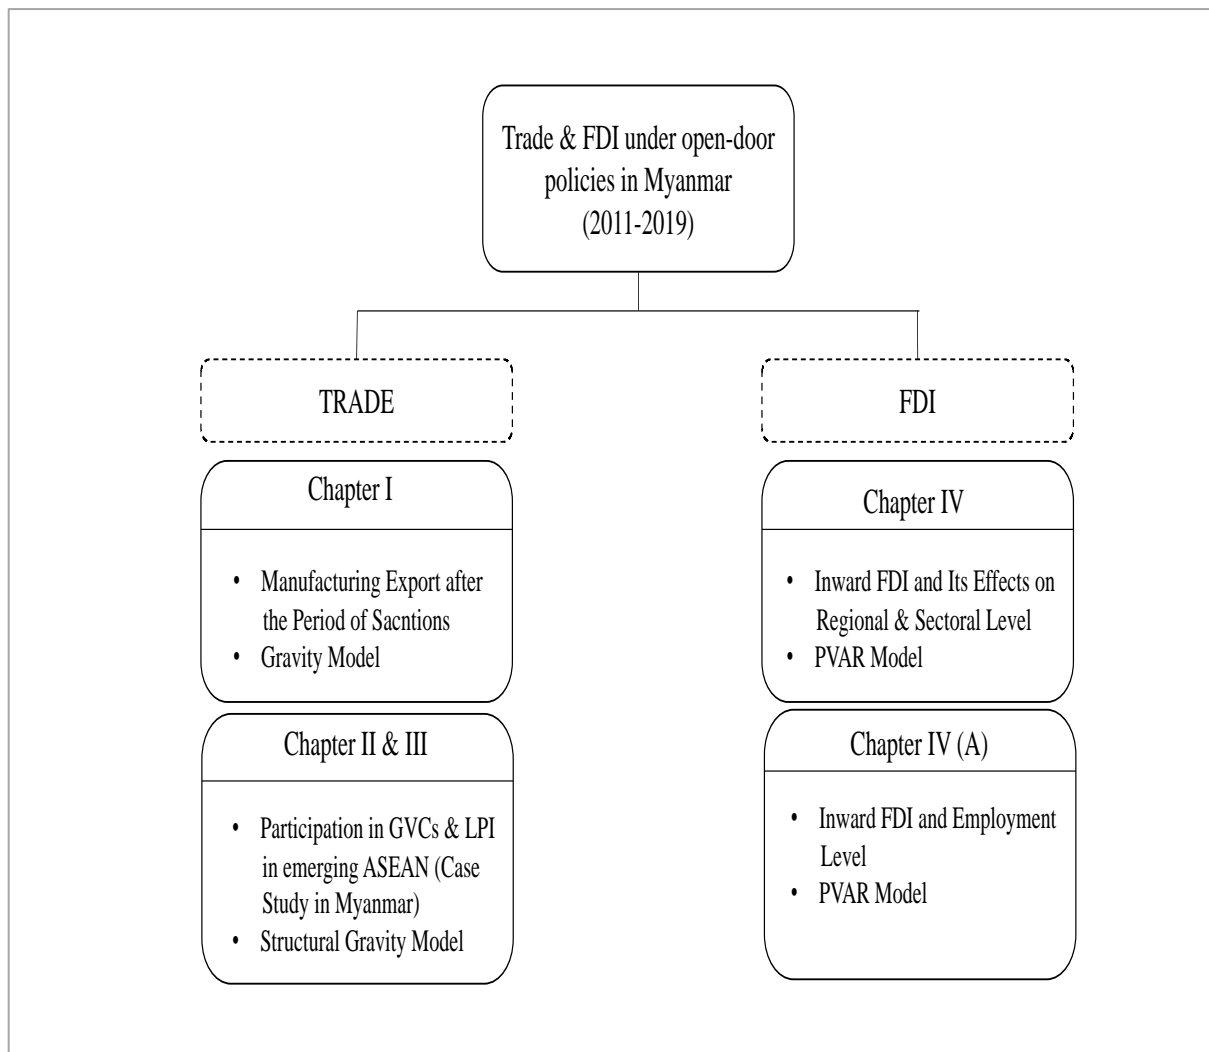 Trade & FDI under open-door
policies in Myanmar
(2011-2019)
TRADE
Chapter I
• Manufacturing Export after
the Period of Sacntions
• Gravity Model
Chapter II & III
• Participation in GVCs & LPI
in emerging ASEAN (Case
Study in Myanmar)
• Structural Gravity Model
FDI
Chapter IV
• Inward FDI and Its Effects on
Regional & Sectoral Level
• PVAR Model
Chapter IV (A)
• Inward FDI and Employment
Level
• PVAR Model